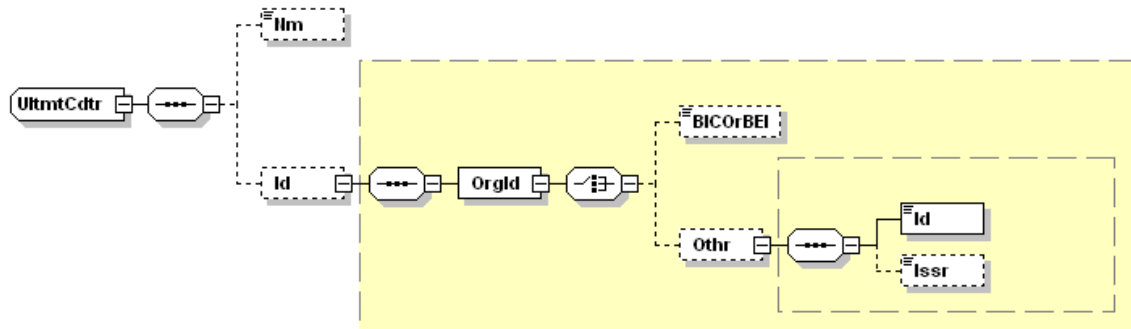 Nm
UltmtCdtr
BICOrBEI
Id
OrgId
Id
Othr
Issr